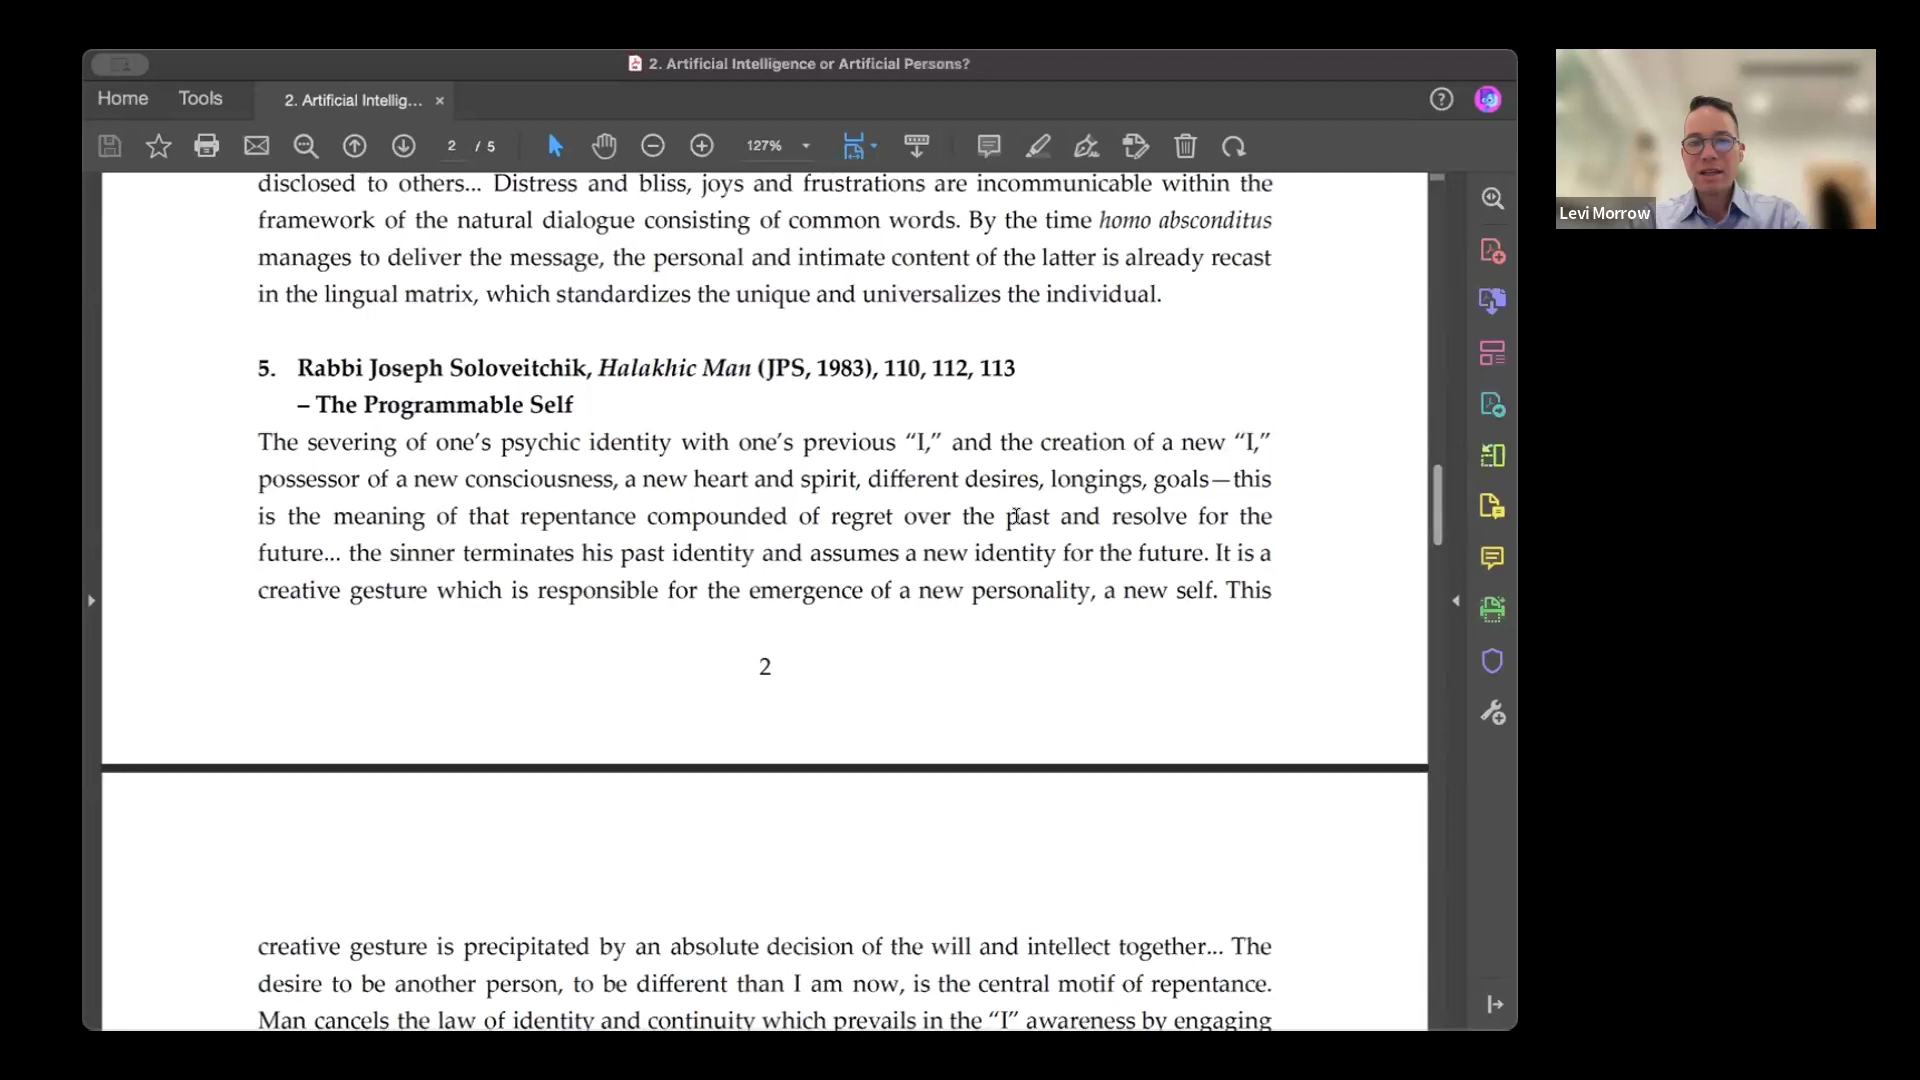 2. Artificial Intelligence or Artificial Persons?
Home Tools 2. Artificial Intellig... ×
2 / 5 127%
disclosed to others... Distress and bliss, joys and frustrations are incommunicable within the
framework of the natural dialogue consisting of common words. By the time homo absconditus
manages to deliver the message, the personal and intimate content of the latter is already recast
in the lingual matrix, which standardizes the unique and universalizes the individual.
5. Rabbi Joseph Soloveitchik, Halakhic Man (JPS, 1983), 110, 112, 113
– The Programmable Self
The severing of one’s psychic identity with one’s previous “I,” and the creation of a new “I,”
possessor of a new consciousness, a new heart and spirit, different desires, longings, goals—this
is the meaning of that repentance compounded of regret over the past and resolve for the
future... the sinner terminates his past identity and assumes a new identity for the future. It is a
creative gesture which is responsible for the emergence of a new personality, a new self. This
2
creative gesture is precipitated by an absolute decision of the will and intellect together... The
desire to be another person, to be different than I am now, is the central motif of repentance.
Man cancels the law of identity and continuity which prevails in the “I” awareness by engaging
Levi Morrow